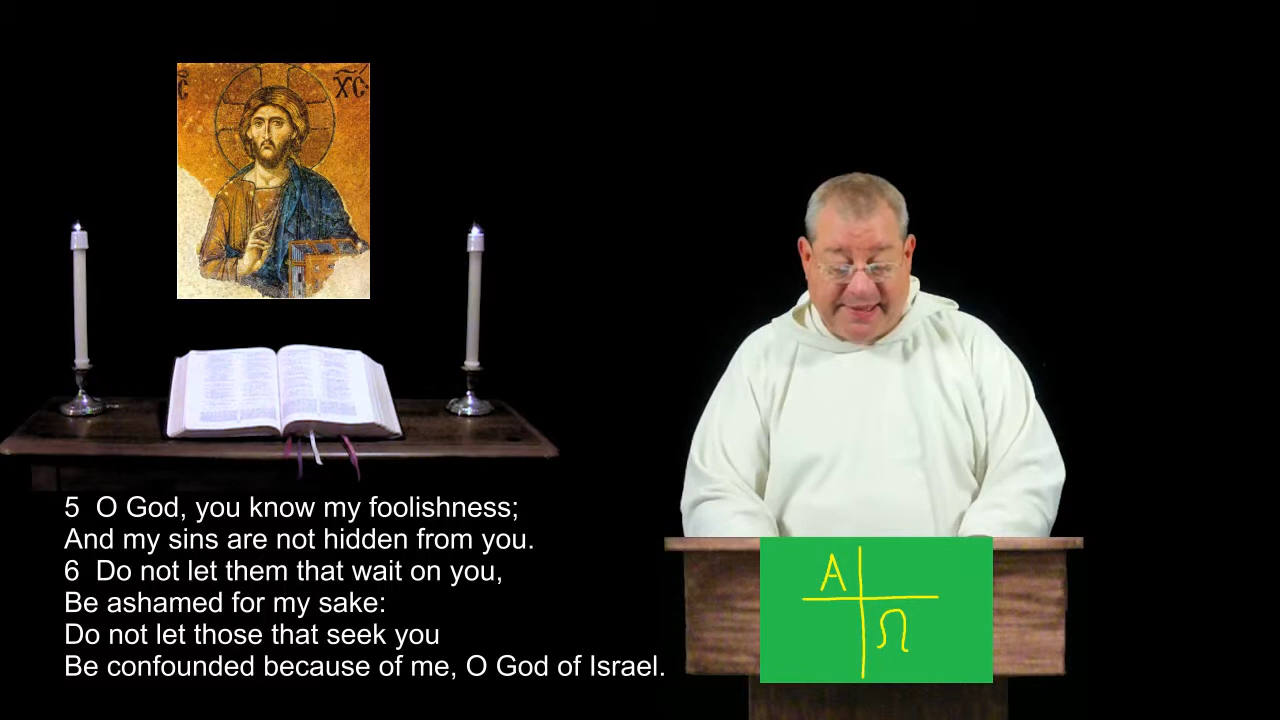 C
XC
5 O God, you know my foolishness;
And my sins are not hidden from you.
6 Do not let them that wait on you,
Be ashamed for my sake:
Do not let those that seek you
Be confounded because of me, O God of Israel.
A
Ω